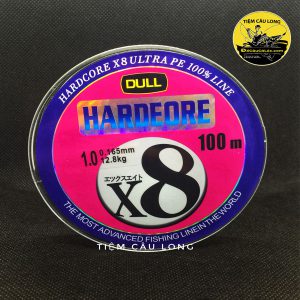 TIỆM CÂU LONG
HARDCORE X8 ULTRA PE 100% LINE
DULL
HARDEORE
100 m
1.0 0.165mm
12.8kg
エックスエイト
x8
THE MOST ADVANCED FISHING LINE IN THE WORLD
TIỆM CÂU LONG